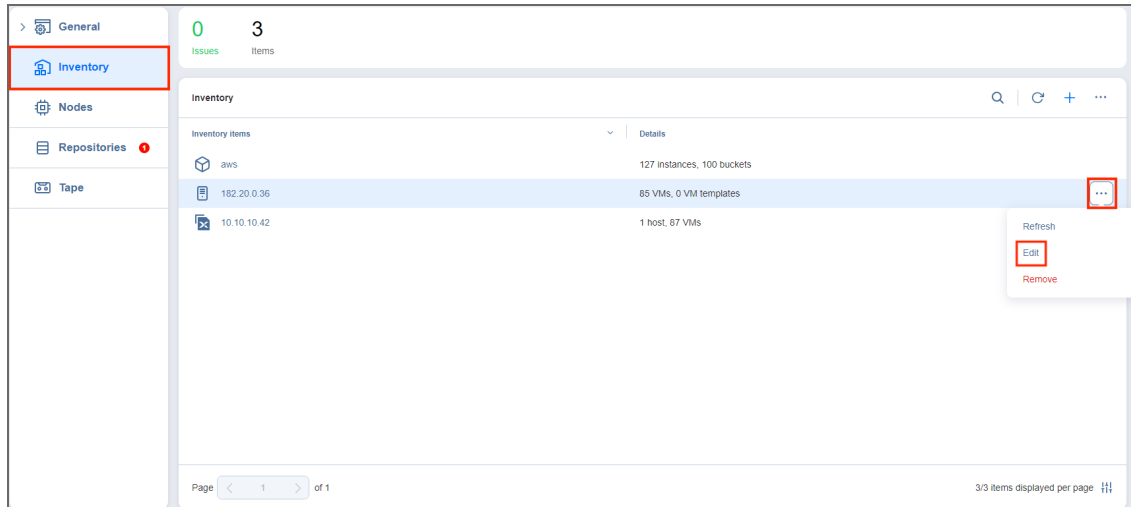 General
Inventory
Nodes
Repositories 1
Tape
0 3
Issues Items
Inventory
Inventory items Details
aws 127 instances, 100 buckets
182.20.0.36 85 VMs, 0 VM templates
10.10.10.42 1 host, 87 VMs
Refresh
Edit
Remove
Page 1 of 1
3/3 items displayed per page